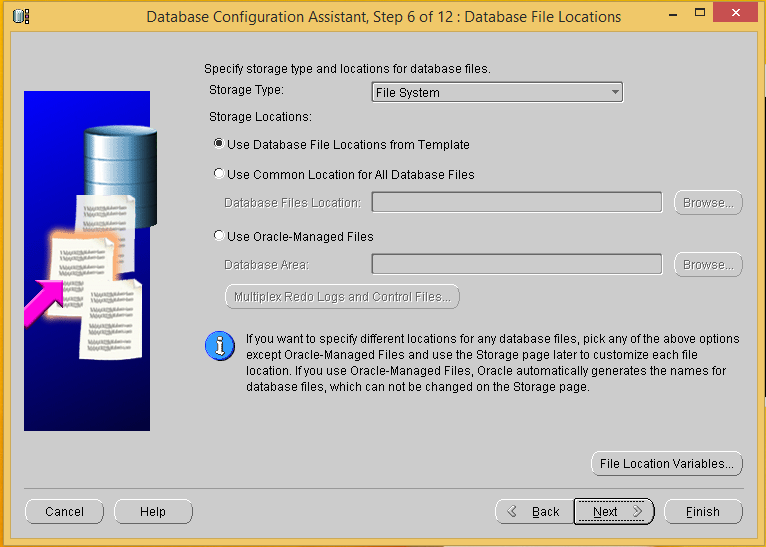 Database Configuration Assistant, Step 6 of 12 : Database File Locations
Specify storage type and locations for database files.
Storage Type:
File System
Storage Locations:
Use Database File Locations from Template
Use Common Location for All Database Files
Database Files Location:
Browse...
Use Oracle-Managed Files
Database Area:
Browse...
Multiplex Redo Logs and Control Files...
If you want to specify different locations for any database files, pick any of the above options
except Oracle-Managed Files and use the Storage page later to customize each file
location. If you use Oracle-Managed Files, Oracle automatically generates the names for
database files, which can not be changed on the Storage page.
File Location Variables...
Cancel
Help
Back
Next
Finish